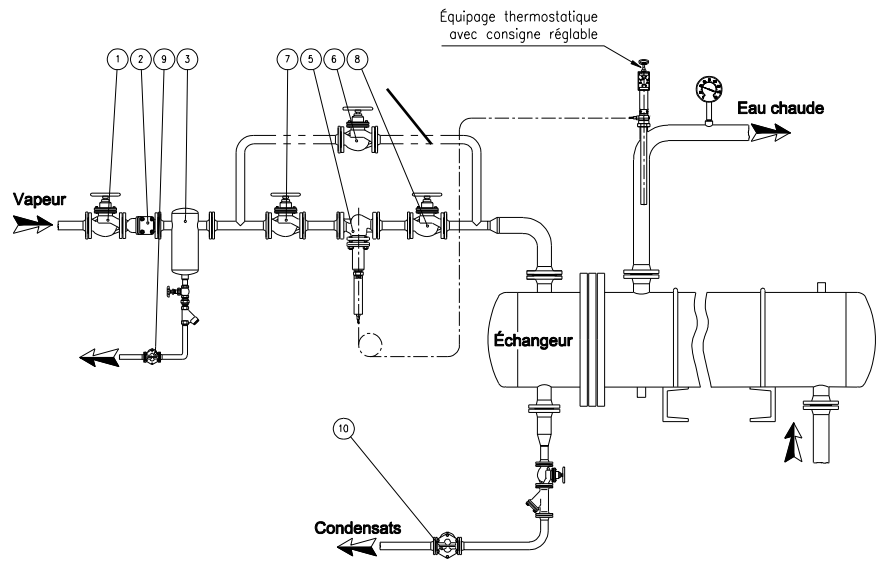 Équipage thermostatique
avec consigne réglable
1 2 9 3 7 5 6 8
Eau chaude
Vapeur
Échangeur
10
Condensats